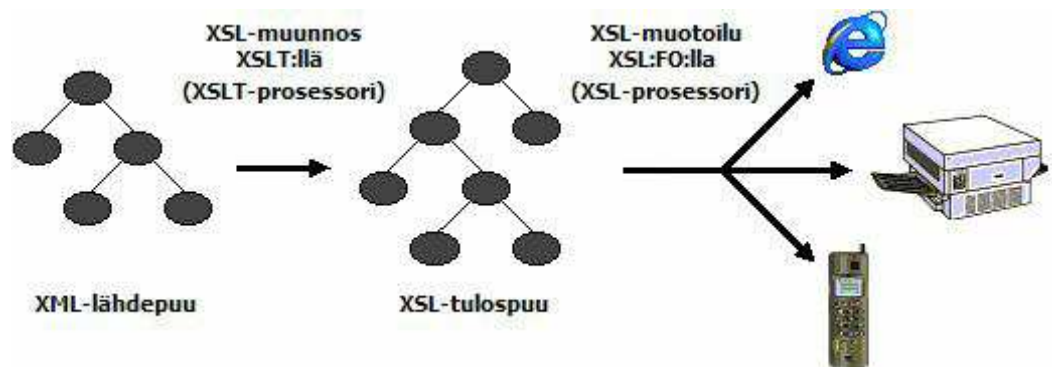 XSL-muunnos
XSLT:llä
(XSLT-prosessori)
XSL-muotoilu
XSL:FO:lla
(XSL-prosessori)
XML-lähdepuu
XSL-tulospuu